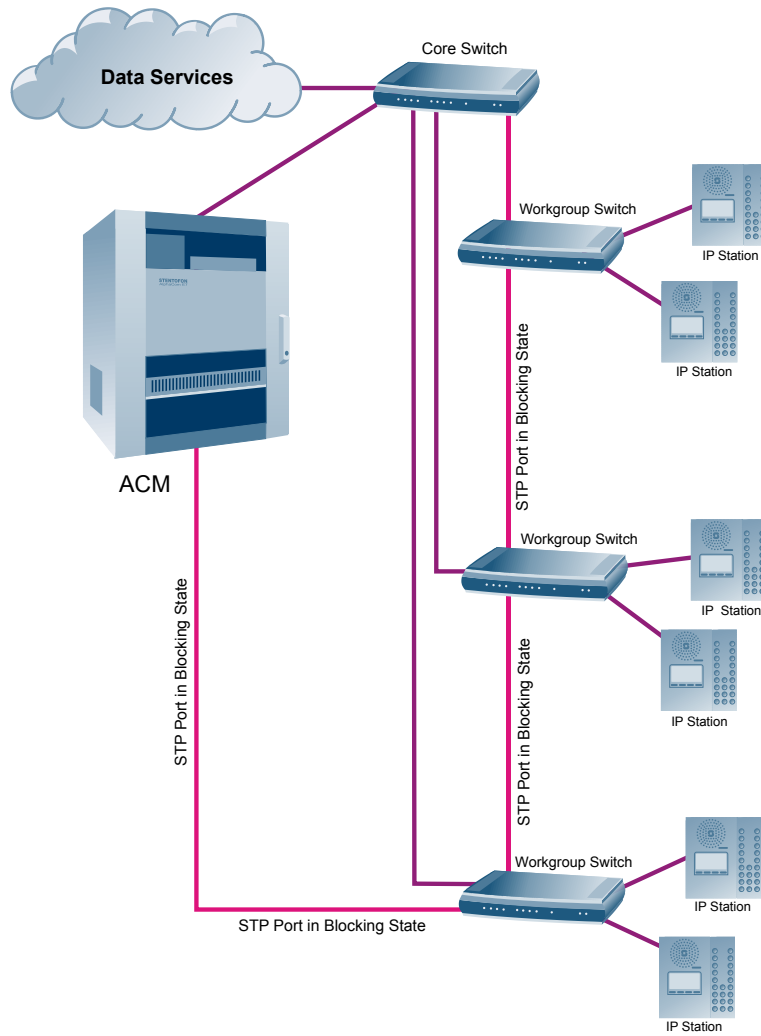 Core Switch
Data Services
Workgroup Switch
IP Station
STENTOFON
IP Station
STP Port in Blocking State
ACM
Workgroup Switch
IP Station
STP Port in Blocking State
IP Station
STP Port in Blocking State
Workgroup Switch
IP Station
STP Port in Blocking State
IP Station